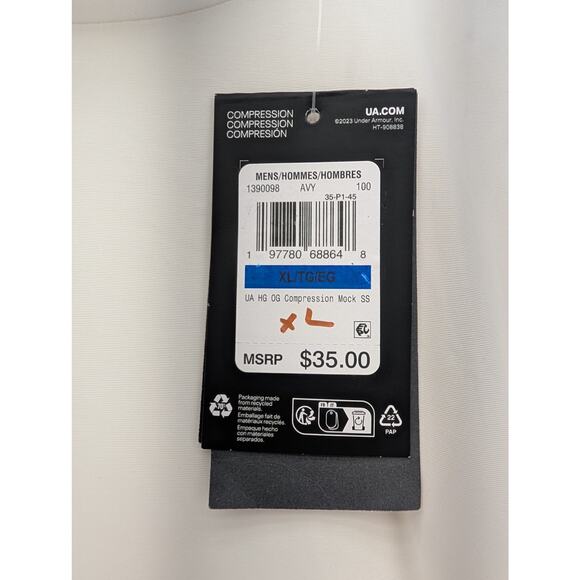 COMPRESSION
COMPRESSION
COMPRESIÓN
UA.COM
©2023 Under Armour, Inc.
HT-908838
MENS/HOMMES/HOMBRES
1390098 AVY 100
35-P1-45
1 97780 68864 8
XL/TG/EG
UA HG OG Compression Mock SS
XL
MSRP $35.00
70%
Packaging made
from recycled
materials.
Emballage fait de
matériaux recyclés.
Empaque hecho
con materiales
separados.
FR
22
PAP